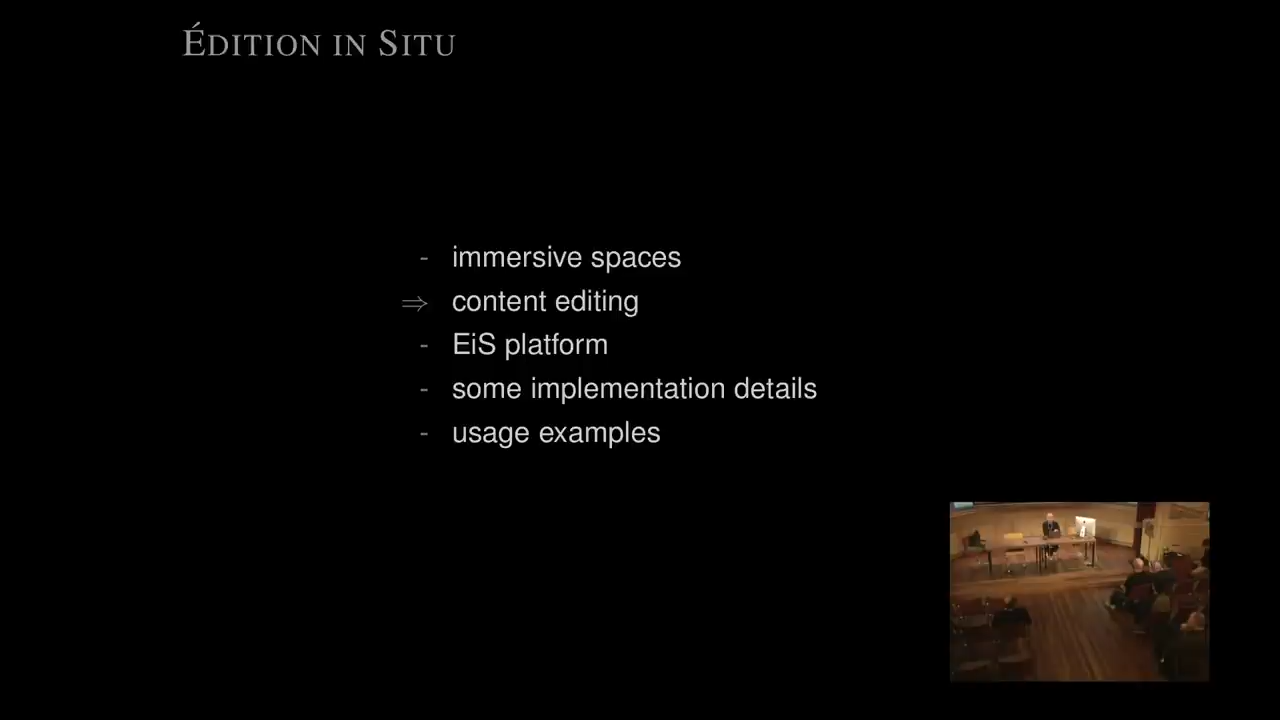 ÉDITION IN SITU
- immersive spaces
⇒ content editing
- EiS platform
- some implementation details
- usage examples